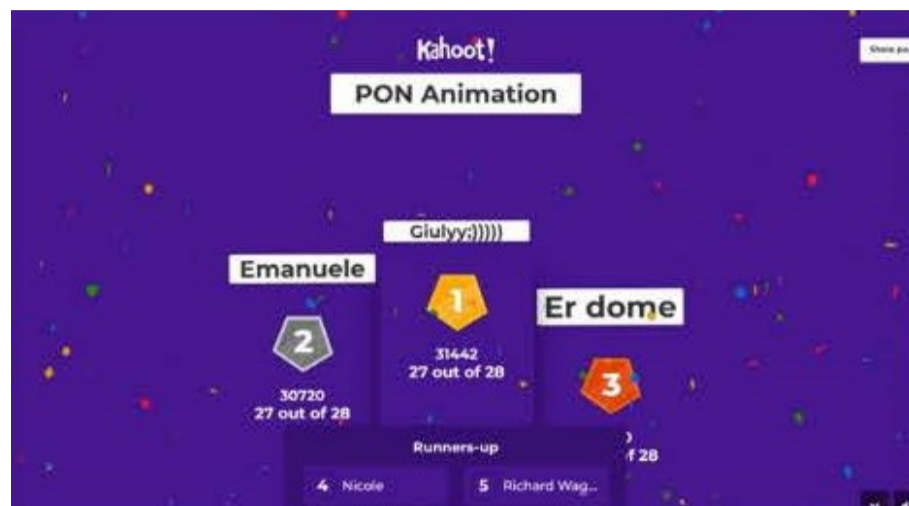 Kahoot!
PON Animation
Giulyy:)))))
Emanuele
Er dome
1
2
3
31442
27 out of 28
30720
27 out of 28
f 28
Runners-up
4 Nicole
5 Richard Wag...